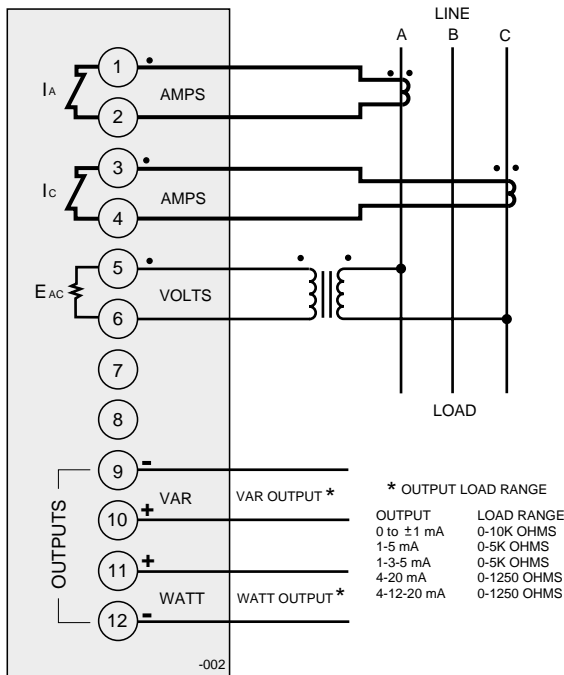 LINE
A B C
1
I A AMPS
2
3
I C AMPS
4
5
E AC VOLTS
6
7
8
LOAD
9 -
OUTPUTS
VAR VAR OUTPUT *
10 +
11 +
WATT WATT OUTPUT *
12 -
* OUTPUT LOAD RANGE
OUTPUT LOAD RANGE
0 to ±1 mA 0-10K OHMS
1-5 mA 0-5K OHMS
1-3-5 mA 0-5K OHMS
4-20 mA 0-1250 OHMS
4-12-20 mA 0-1250 OHMS
-002